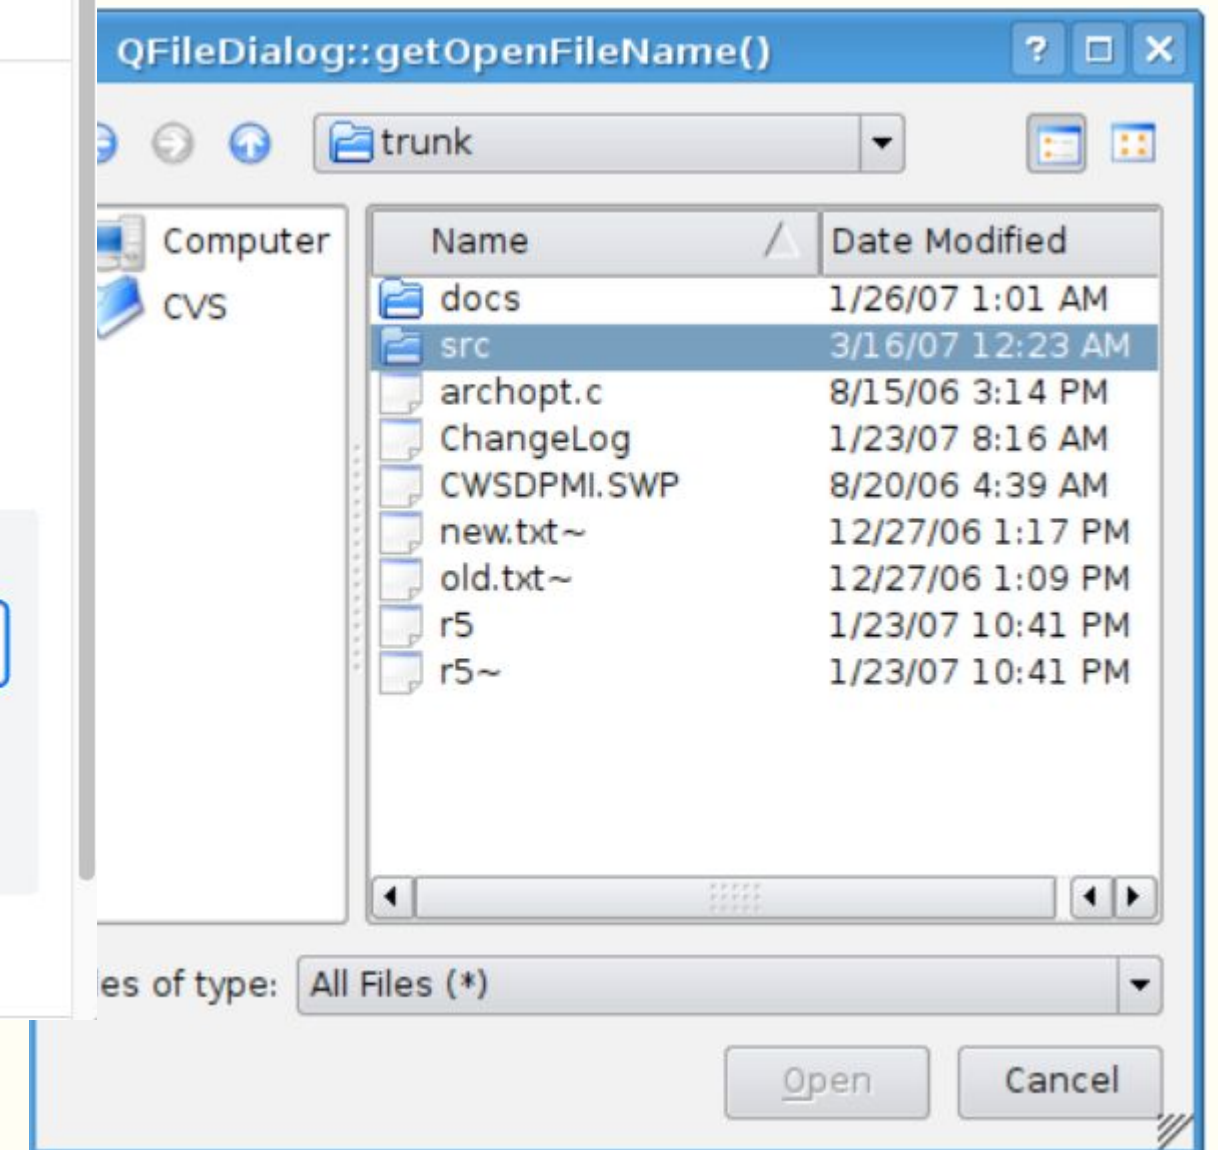 QFileDialog::getOpenFileName()
trunk
Computer
CVS
Name Date Modified
docs 1/26/07 1:01 AM
src 3/16/07 12:23 AM
archopt.c 8/15/06 3:14 PM
ChangeLog 1/23/07 8:16 AM
CWSDPMI.SWP 8/20/06 4:39 AM
new.txt~ 12/27/06 1:17 PM
old.txt~ 12/27/06 1:09 PM
r5 1/23/07 10:41 PM
r5~ 1/23/07 10:41 PM
es of type: All Files (*)
Open Cancel